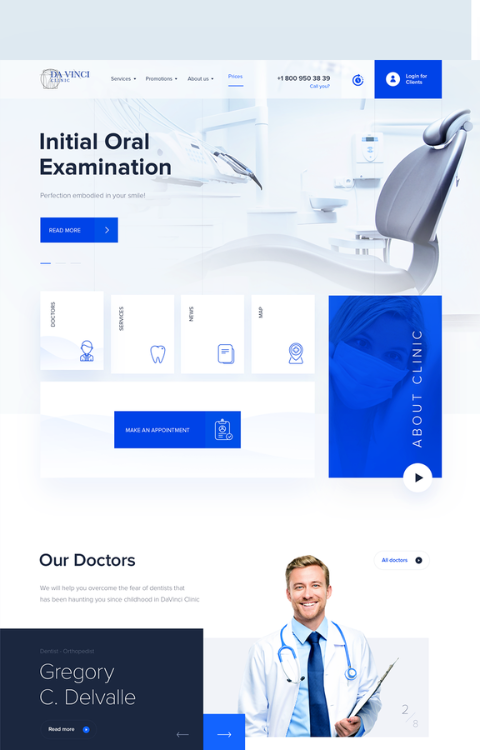 DA·VINCI
CLINIC
Services
Promotions
About us
Prices
+1 800 950 38 39
Call you?
Login for
Clients
Initial Oral
Examination
Perfection embodied in your smile!
READ MORE
DOCTORS
SERVICES
NEWS
MAP
MAKE AN APPOINTMENT
ABOUT CLINIC
Our Doctors
All doctors
We will help you overcome the fear of dentists that
has been haunting you since childhood in DaVinci Clinic
Dentist - Orthopedist
Gregory
C. Delvalle
Read more
2
8